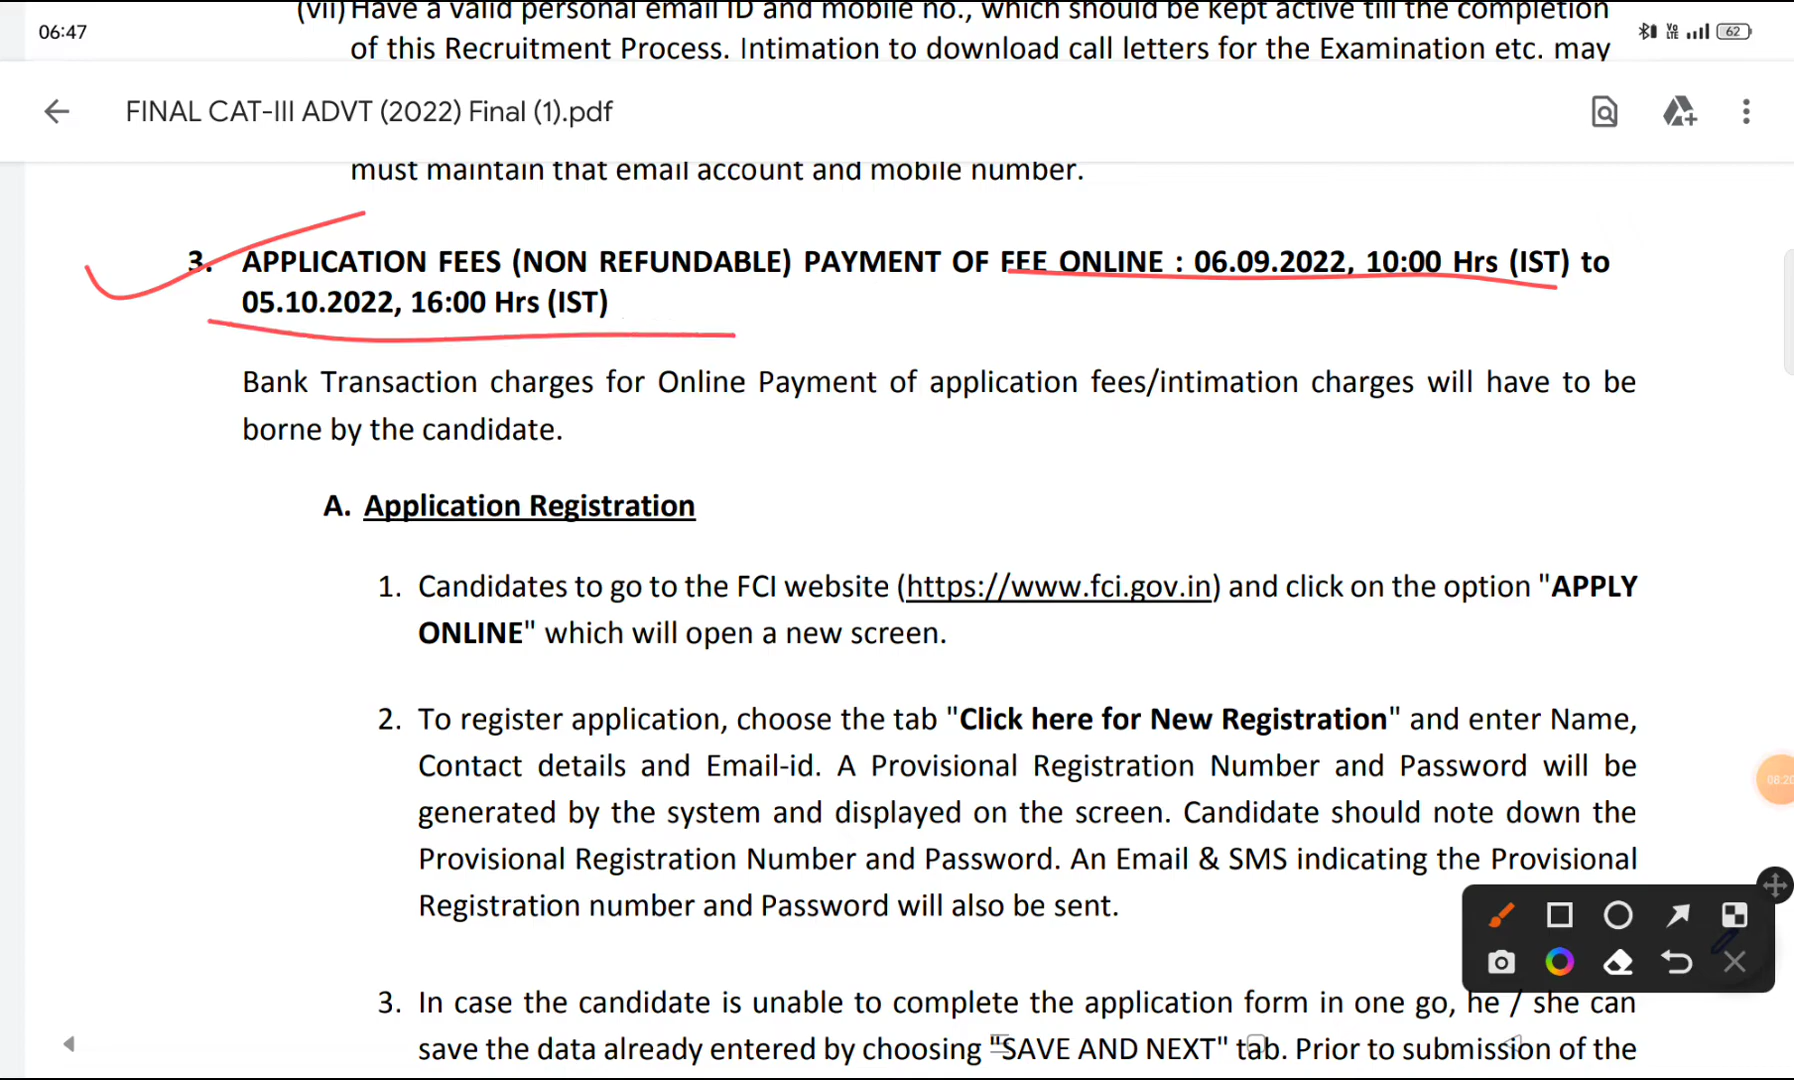 (vii) Have a valid personal email ID and mobile no., which should be kept active till the completion
06:47
62
of this Recruitment Process. Intimation to download call letters for the Examination etc. may
FINAL CAT-III ADVT (2022) Final (1).pdf
must maintain that email account and mobile number.
3. APPLICATION FEES (NON REFUNDABLE) PAYMENT OF FEE ONLINE : 06.09.2022, 10:00 Hrs (IST) to
05.10.2022, 16:00 Hrs (IST)
Bank Transaction charges for Online Payment of application fees/intimation charges will have to be
borne by the candidate.
A. Application Registration
1. Candidates to go to the FCI website (https://www.fci.gov.in) and click on the option "APPLY
ONLINE" which will open a new screen.
2. To register application, choose the tab "Click here for New Registration" and enter Name,
Contact details and Email-id. A Provisional Registration Number and Password will be
generated by the system and displayed on the screen. Candidate should note down the
Provisional Registration Number and Password. An Email & SMS indicating the Provisional
Registration number and Password will also be sent.
3. In case the candidate is unable to complete the application form in one go, he / she can
save the data already entered by choosing "SAVE AND NEXT" tab. Prior to submission of the